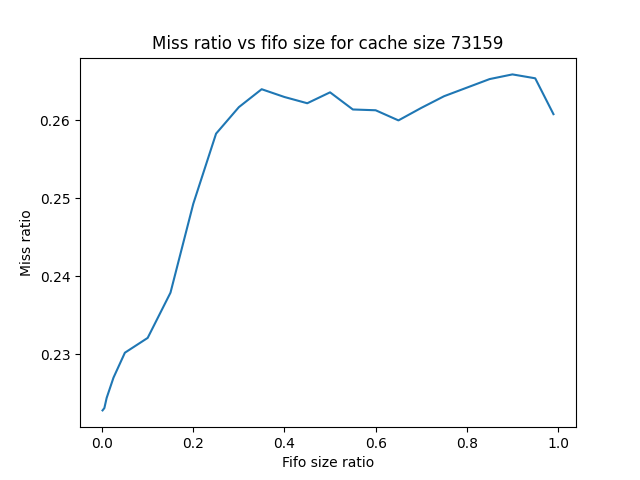 Miss ratio vs fifo size for cache size 73159
Miss ratio
0.26
0.25
0.24
0.23
0.0 0.2 0.4 0.6 0.8 1.0
Fifo size ratio